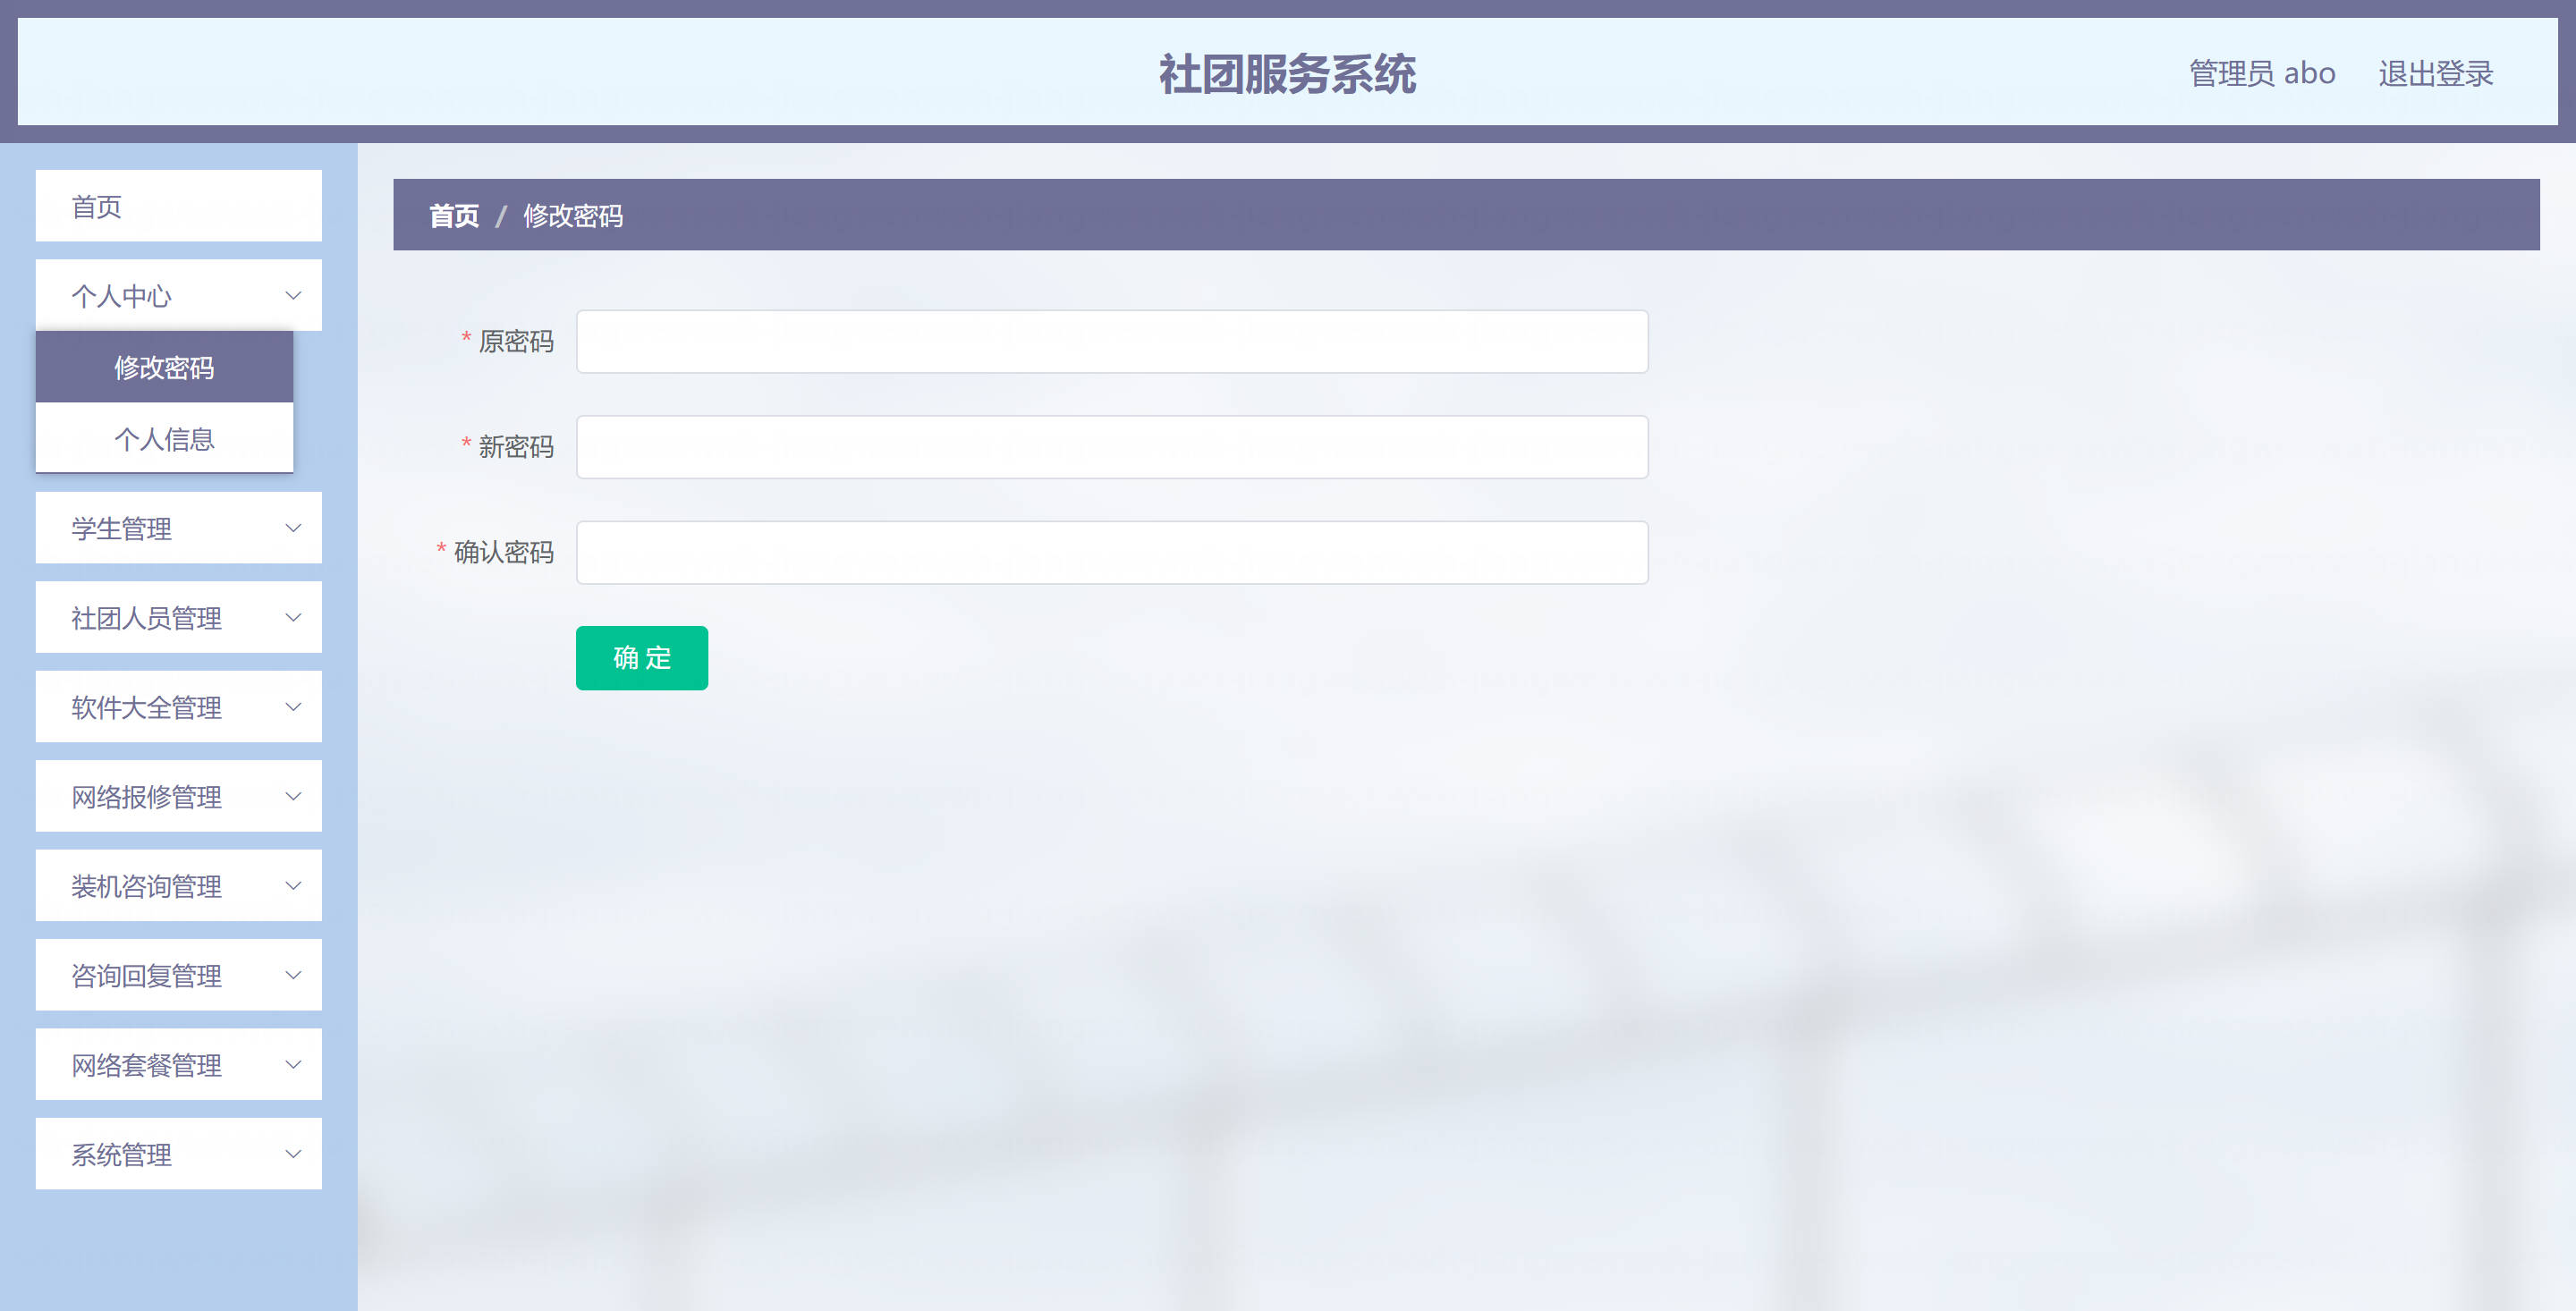 社团服务系统
管理员 abo 退出登录
首页
个人中心
修改密码
个人信息
学生管理
社团人员管理
软件大全管理
网络报修管理
装机咨询管理
咨询回复管理
网络套餐管理
系统管理
首页 / 修改密码
* 原密码
* 新密码
* 确认密码
确 定